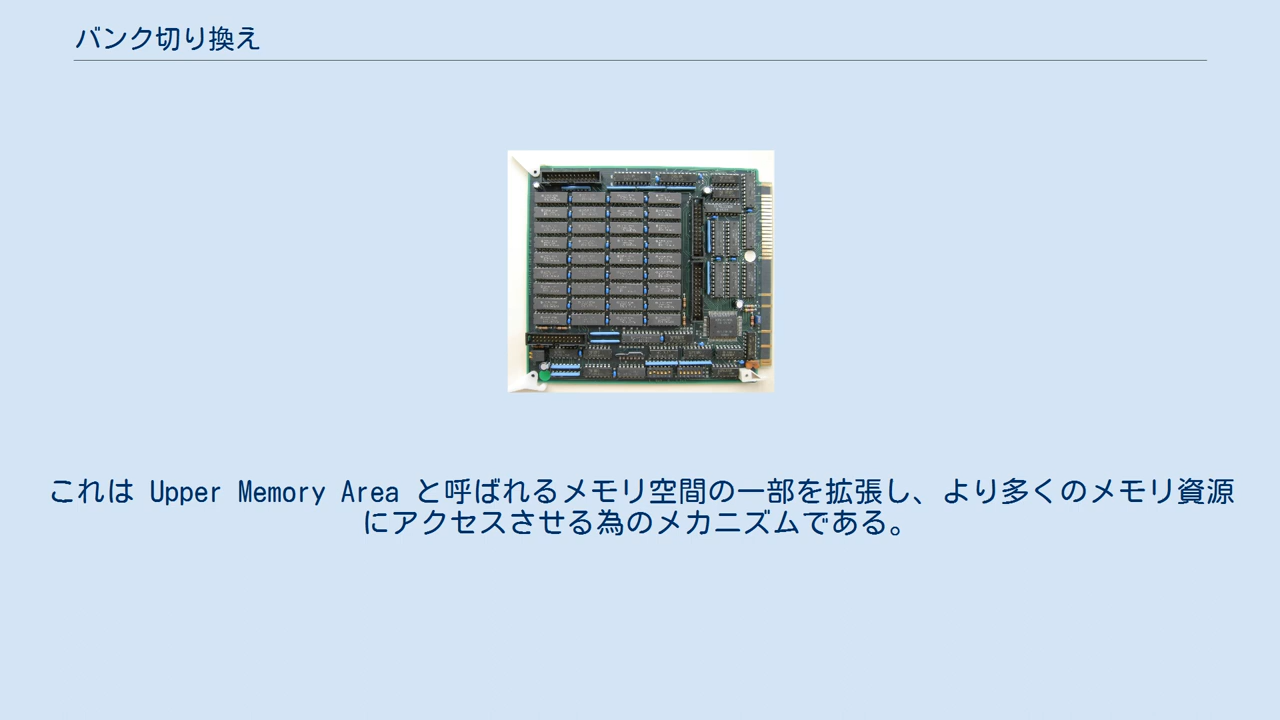 バンク切り換え
これは Upper Memory Area と呼ばれるメモリ空間の一部を拡張し、より多くのメモリ資源
にアクセスさせる為のメカニズムである。